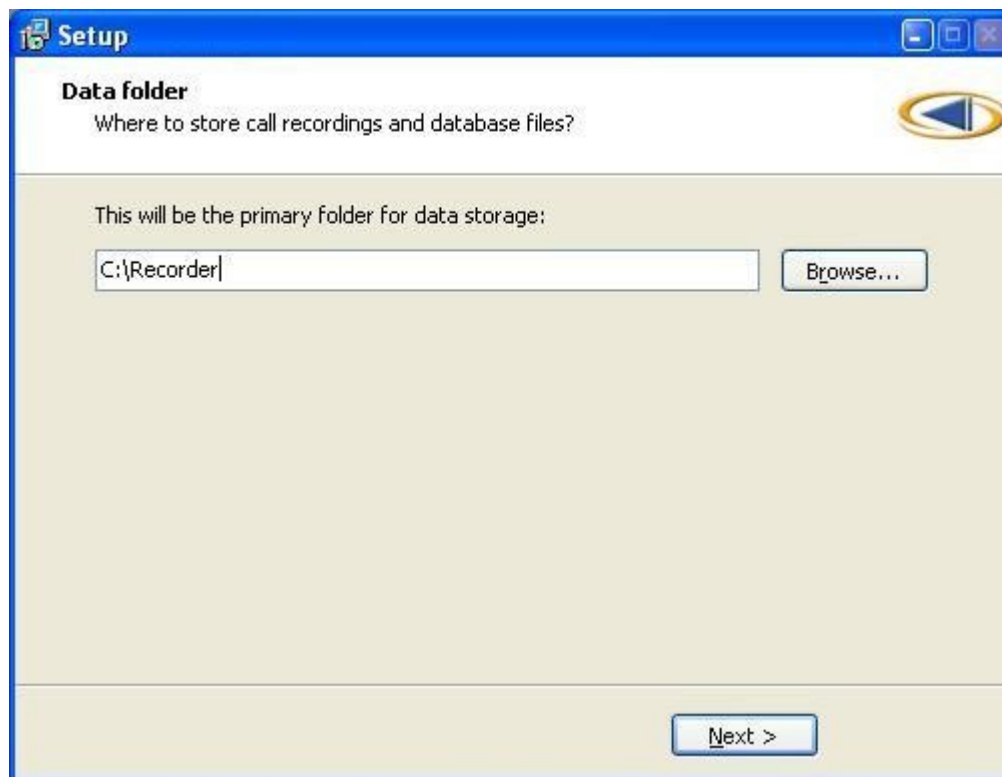 Setup
Data folder
Where to store call recordings and database files?
This will be the primary folder for data storage:
C:\Recorder
Browse...
Next >